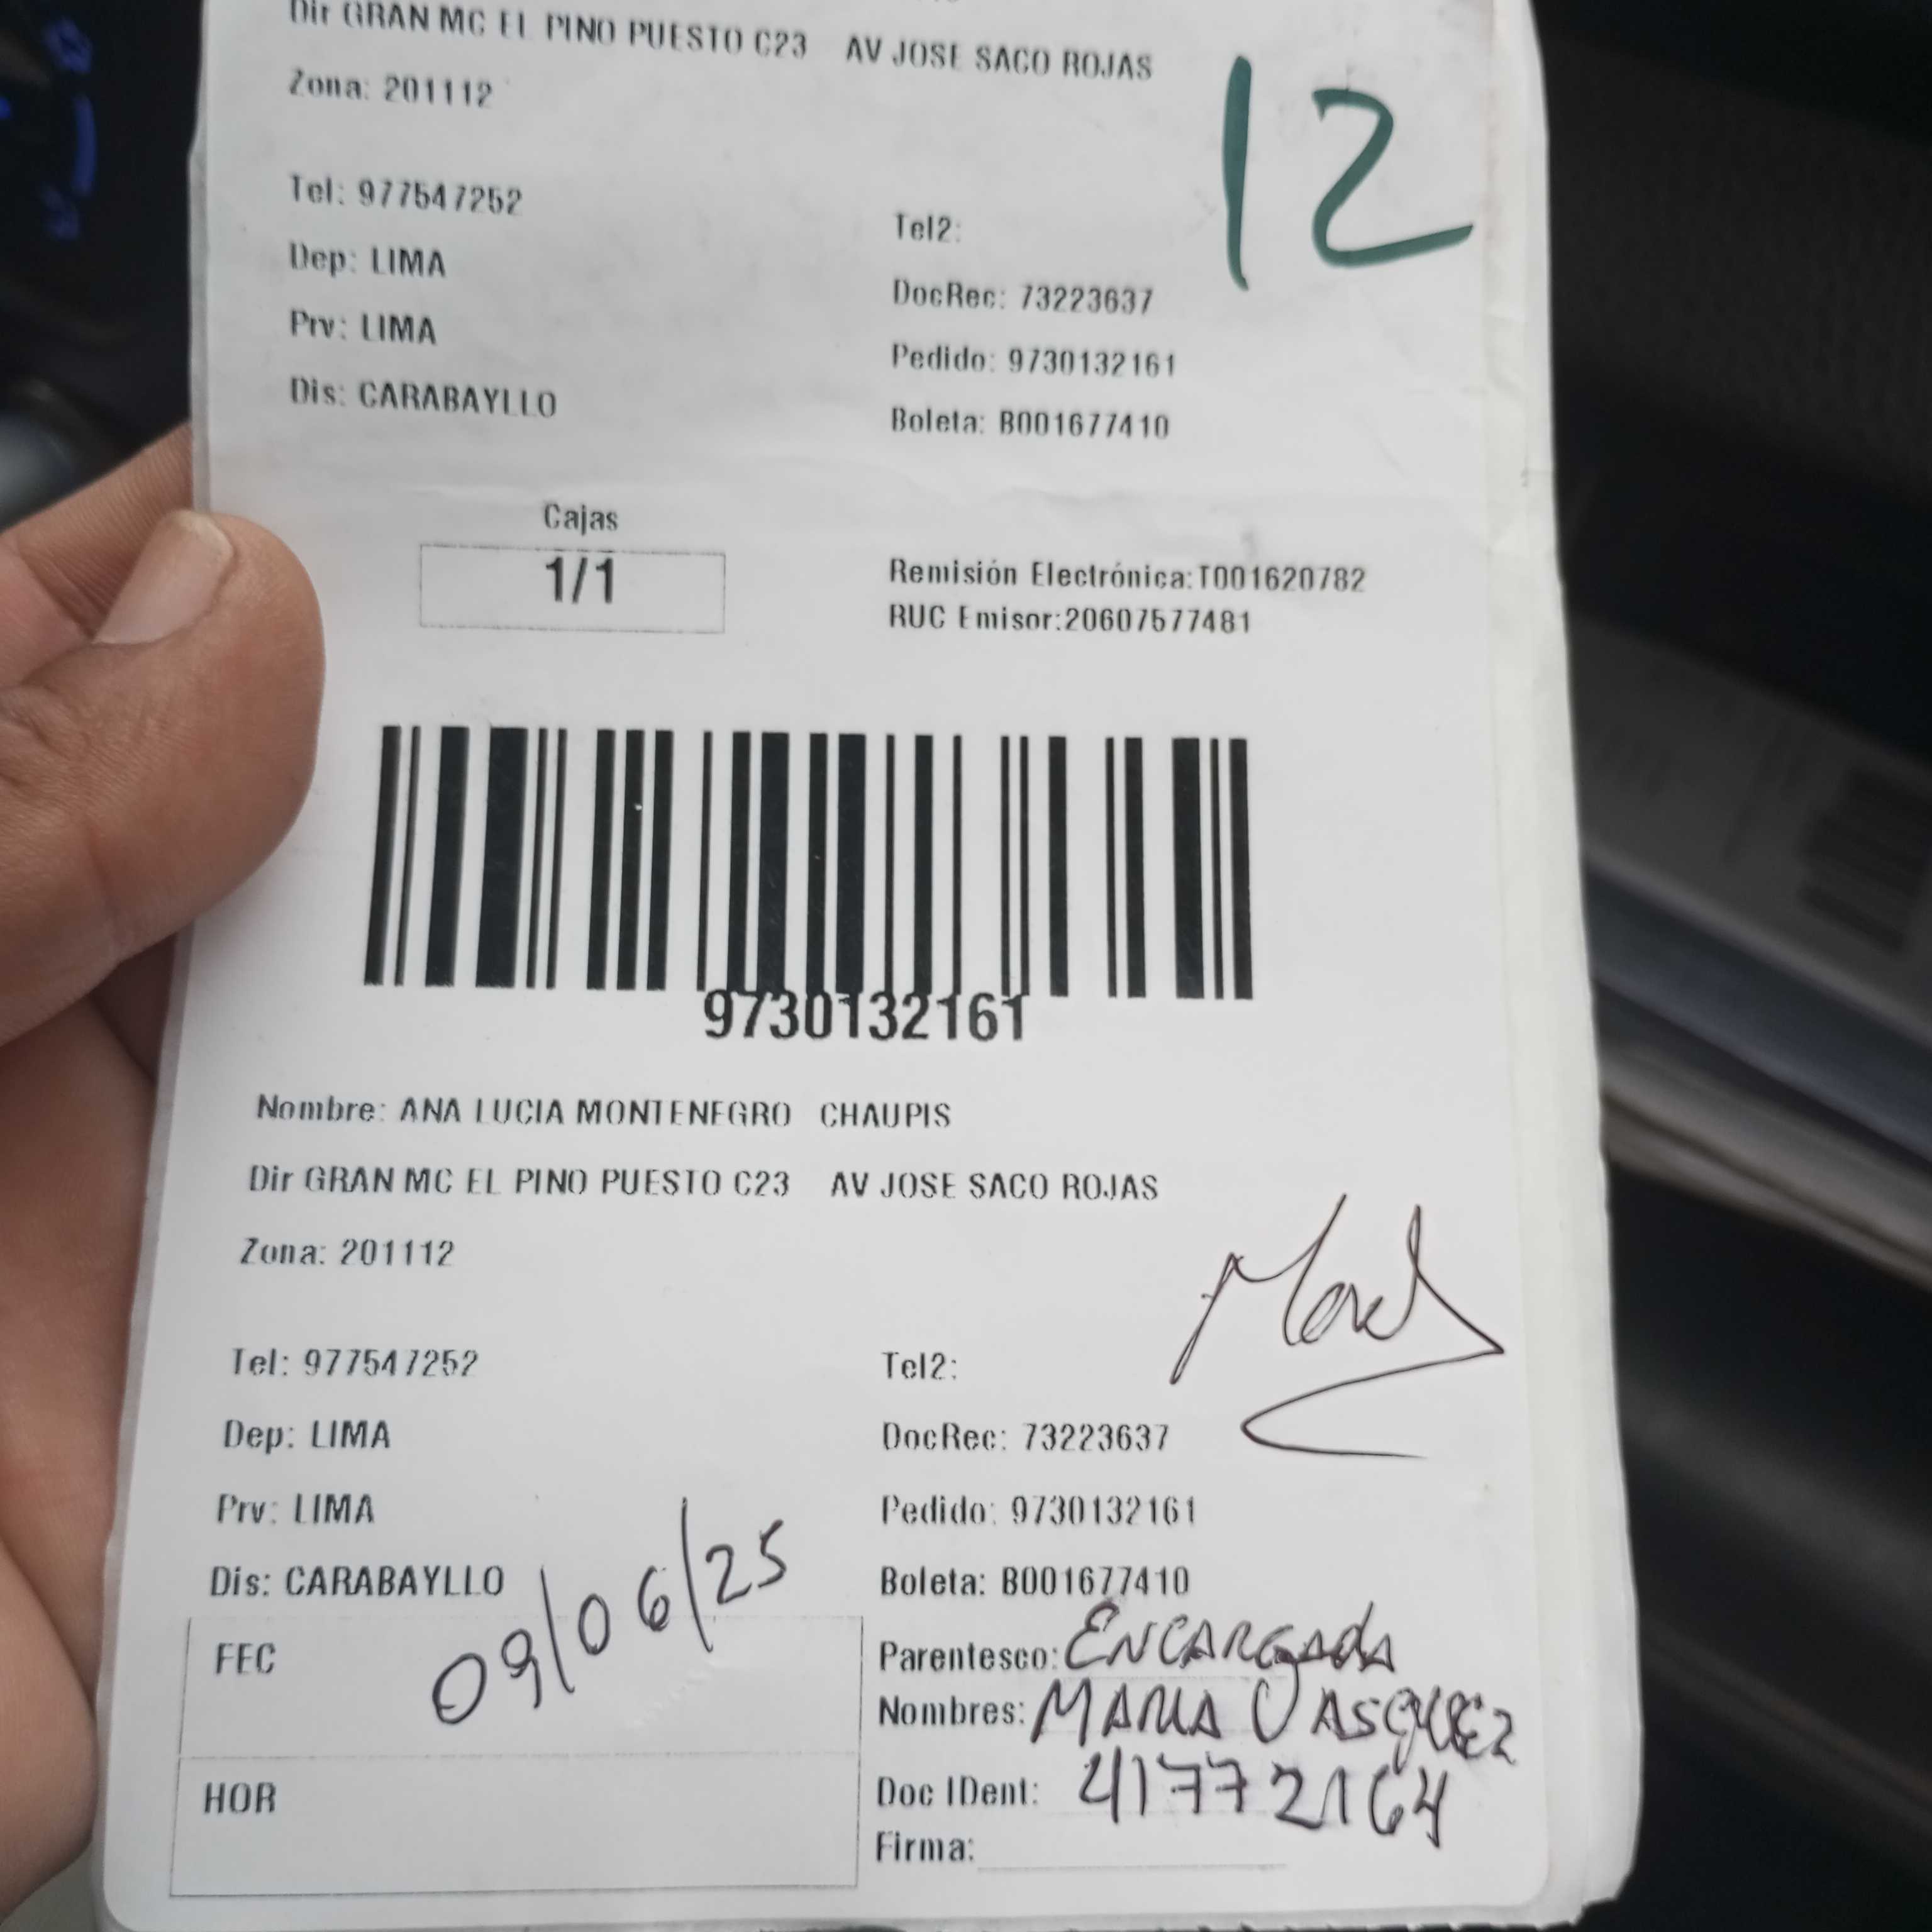 Dir GRAN MC EL PINO PUESTO C23 AV JOSE SACO ROJAS
Zona: 201112
12
Tel: 977547252
Tel2:
Dep: LIMA
DocRec: 73223637
Prv: LIMA
Pedido: 9730132161
Dis: CARABAYLLO
Boleta: B001677410
Cajas
1/1
Remisión Electrónica:T001620782
RUC Emisor:20607577481
9730132161
Nombre: ANA LUCIA MONTENEGRO CHAUPIS
Dir GRAN MC EL PINO PUESTO C23 AV JOSE SACO ROJAS
Zona: 201112
Tel: 977547252
Tel2:
Dep: LIMA
DocRec: 73223637
Prv: LIMA
Pedido: 9730132161
Dis: CARABAYLLO
Boleta: B001677410
FEC 09/06/25
Parentesco: ENCARGADA
Nombres: MARIA VASQUEZ
HOR
Doc IDent: 41772164
Firma: